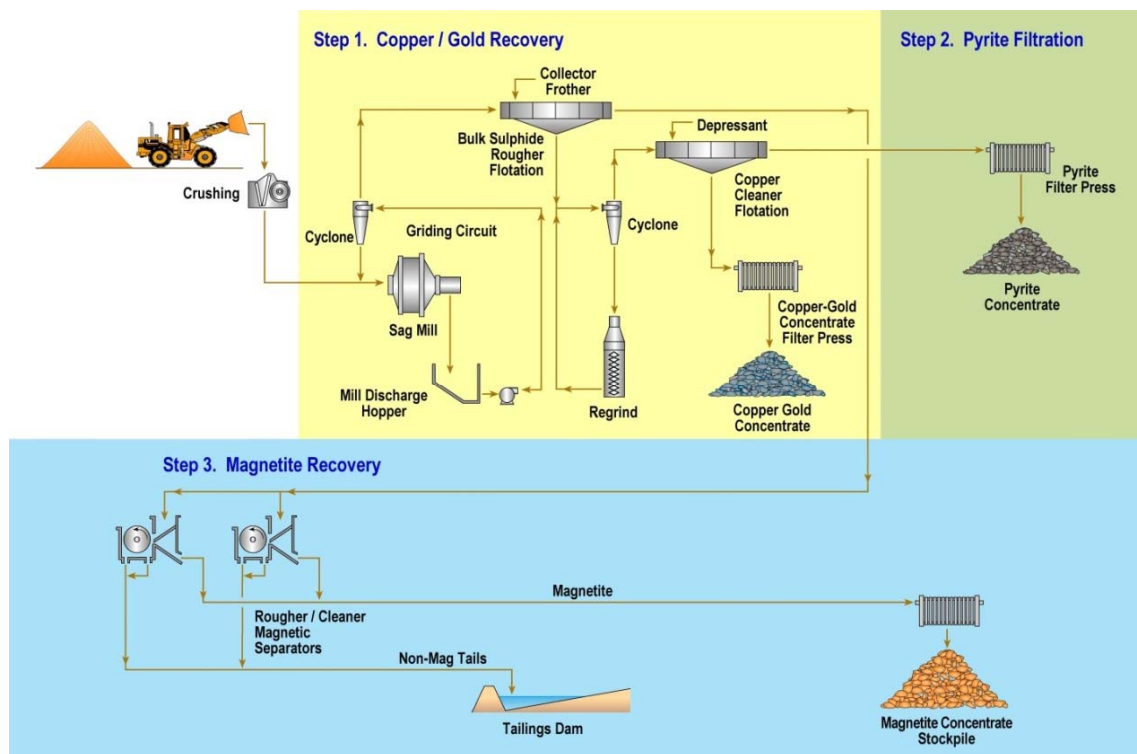 Step 1. Copper / Gold Recovery
Step 2. Pyrite Filtration
Collector
Frother
Depressant
Bulk Sulphide
Rougher
Flotation
Pyrite
Filter Press
Crushing
Copper
Cleaner
Flotation
Cyclone
Griding Circuit
Cyclone
Pyrite
Concentrate
Sag Mill
Copper-Gold
Concentrate
Filter Press
Mill Discharge
Hopper
Regrind
Copper Gold
Concentrate
Step 3. Magnetite Recovery
Magnetite
Rougher / Cleaner
Magnetic
Separators
Non-Mag Tails
Tailings Dam
Magnetite Concentrate
Stockpile